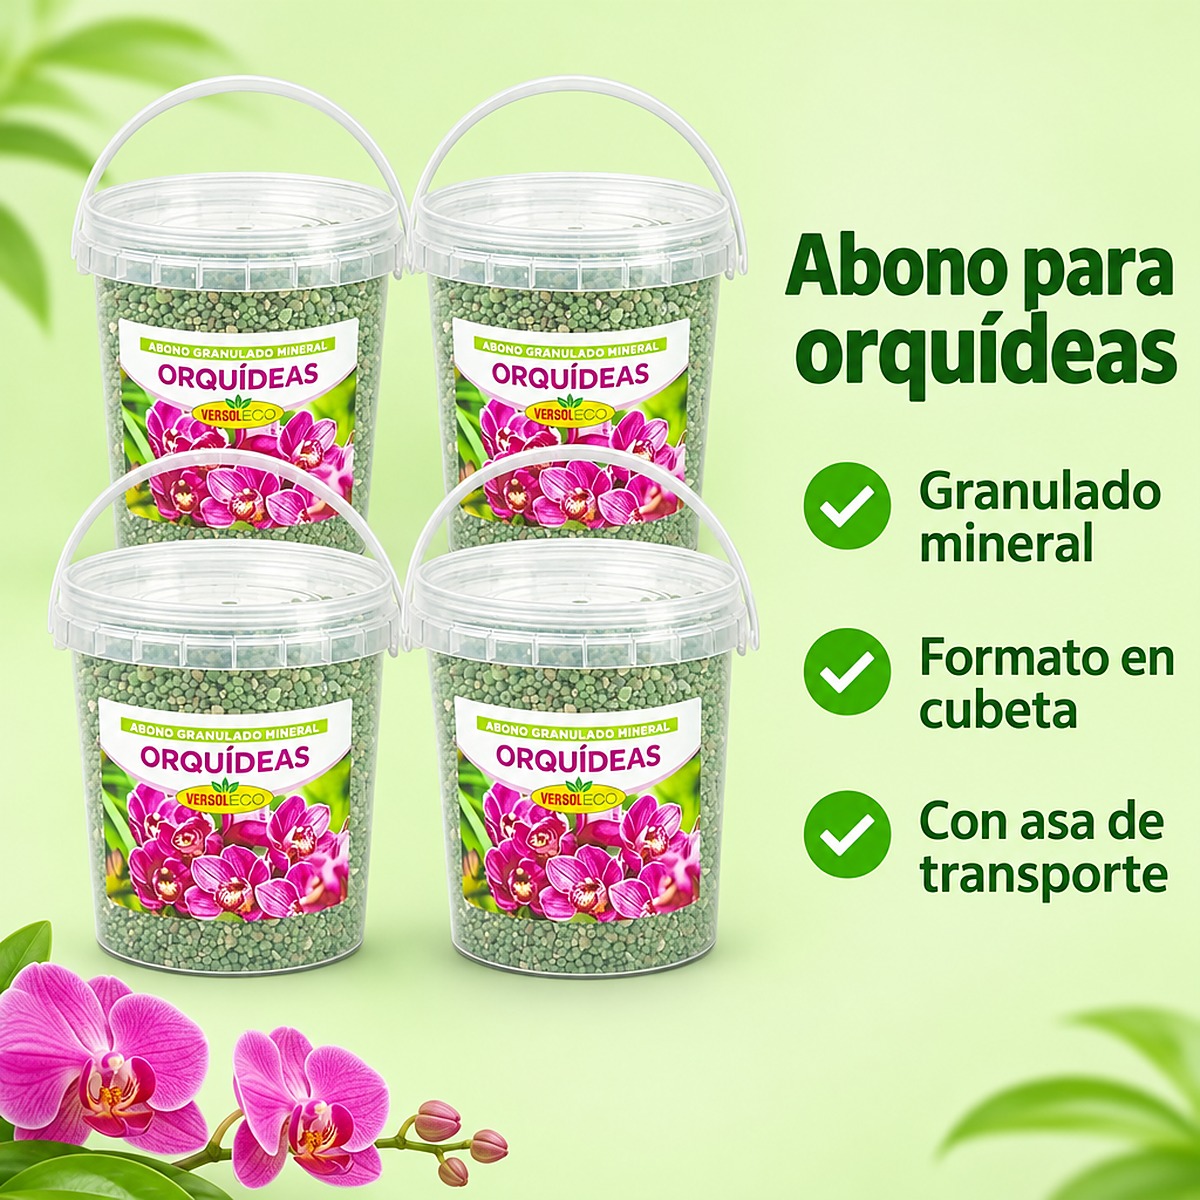 ABONO GRANULADO MINERAL
ORQUÍDEAS
VERSOLECO
ABONO GRANULADO MINERAL
ORQUÍDEAS
VERSOLECO
ABONO GRANULADO MINERAL
ORQUÍDEAS
VERSOLECO
ABONO GRANULADO MINERAL
ORQUÍDEAS
VERSOLECO
Abono para
orquídeas
Granulado
mineral
Formato en
cubeta
Con asa de
transporte